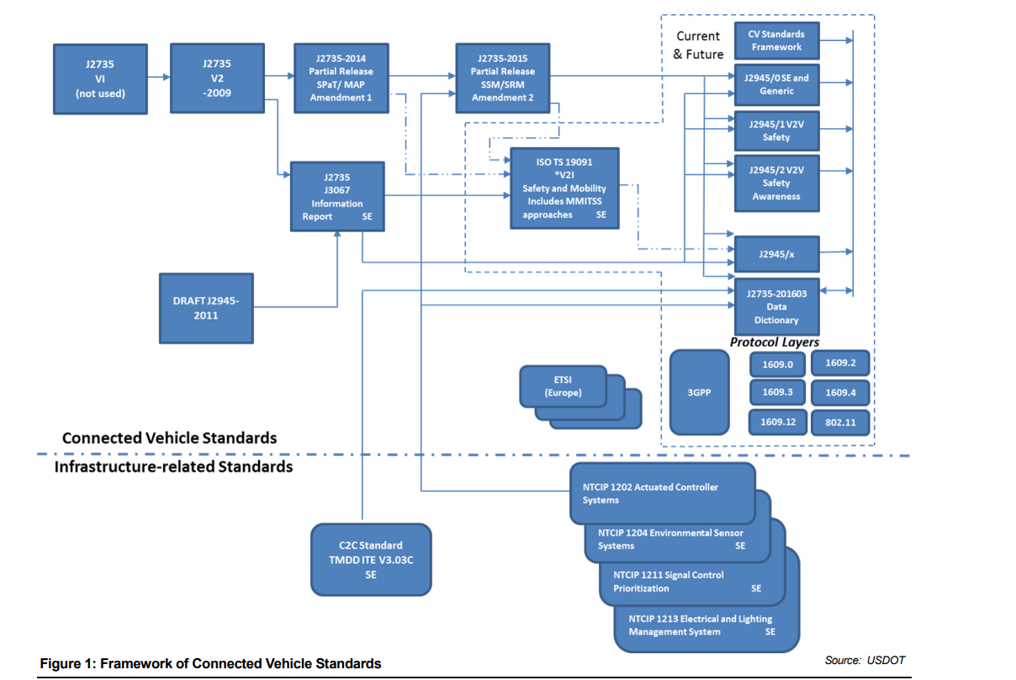 J2735
V1
(not used)
J2735
V2
-2009
J2735-2014
Partial Release
SPaT/ MAP
Amendment 1
J2735-2015
Partial Release
SSM/SRM
Amendment 2
Current
& Future
CV Standards
Framework
J2945/0 SE and
Generic
J2945/1 V2V
Safety
J2945/2 V2V
Safety
Awareness
J2945/x
J2735-201603
Data
Dictionary
J2735
J3067
Information
Report SE
ISO TS 19091
*V2I
Safety and Mobility
Includes MMITSS
approaches SE
DRAFT J2945-
2011
Protocol Layers
3GPP
1609.0
1609.2
1609.3
1609.4
1609.12
802.11
ETSI
(Europe)
Connected Vehicle Standards
Infrastructure-related Standards
C2C Standard
TMDD ITE V3.03C
SE
NTCIP 1202 Actuated Controller
Systems
NTCIP 1204 Environmental Sensor
Systems SE
NTCIP 1211 Signal Control
Prioritization SE
NTCIP 1213 Electrical and Lighting
Management System SE
Figure 1: Framework of Connected Vehicle Standards
Source: USDOT